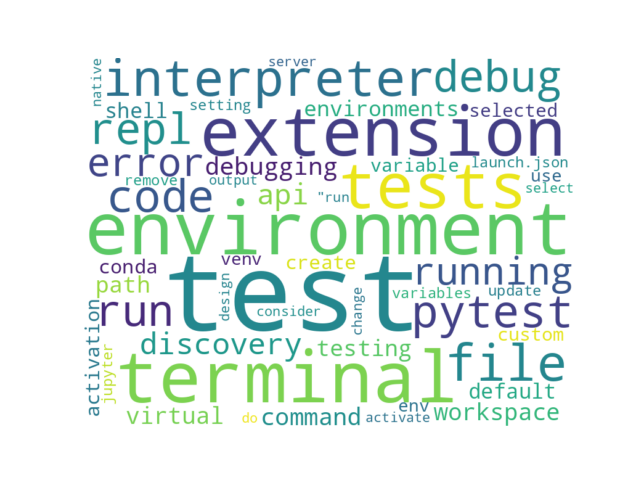 server
native
interpreter
debug
shell
setting
environments
selected
repl
extension
error
debugging
variable
launch.json
use
remove
output
code
api
"run
tests
select
environment
conda
venv
create
running
path
test
design
consider
change
variables
update
run
pytest
custom
activation
jupyter
discovery
testing
file
terminal
default
virtual
do
command
env
activate
workspace